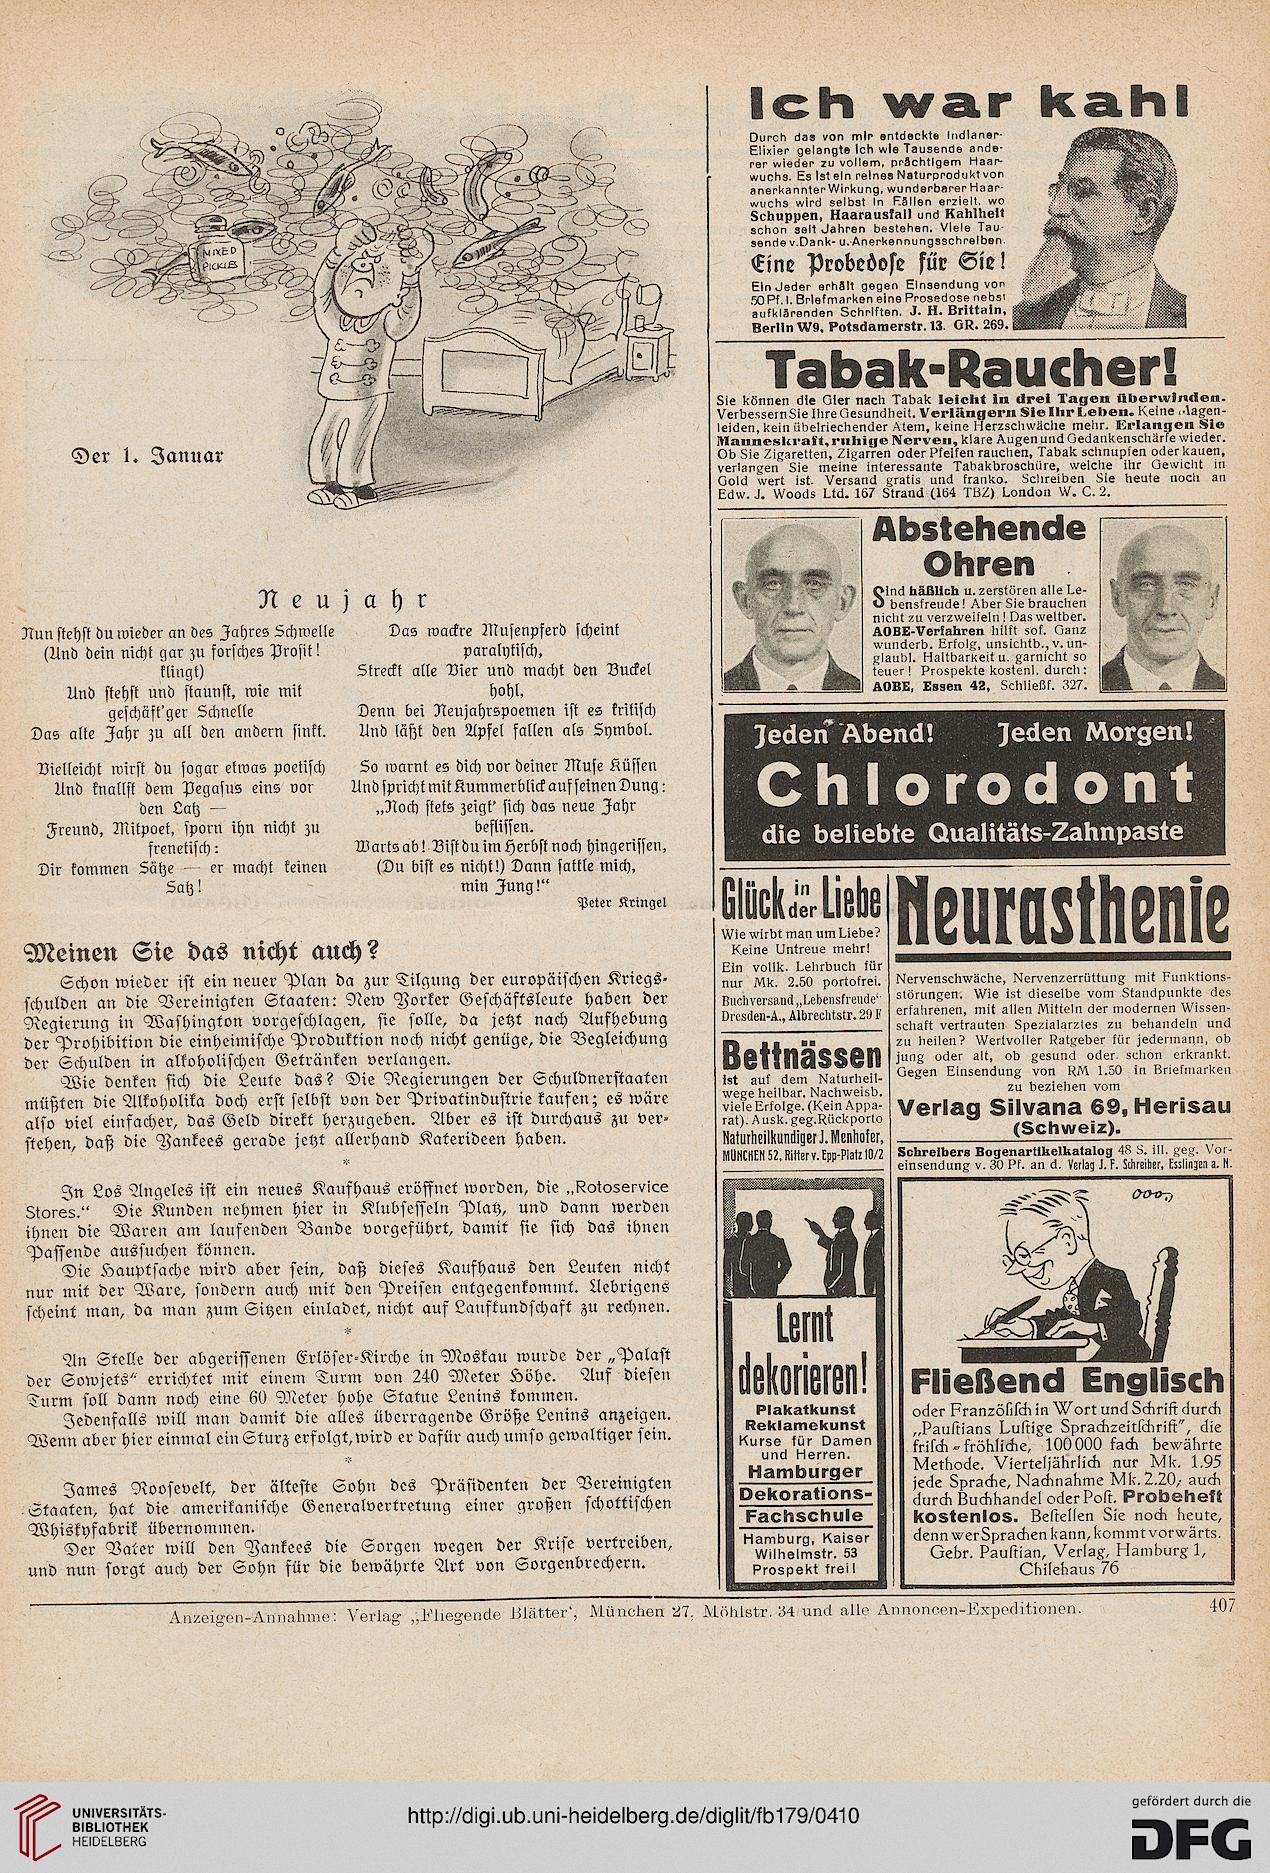 MIXED
PICKLES
Der 1. Januar
Neujahr
Nun stehst du wieder an des Jahres Schwelle
(Und dein nicht gar zu forsches Prosit!
klingt)
Und stehst und staunst, wie mit
geschäft'ger Schnelle
Das alte Jahr zu all den andern sinkt.
Vielleicht wirst du sogar etwas poetisch
Und knallst dem Pegasus eins vor
den Latz —
Freund, Mitpoet, sporn ihn nicht zu
frenetisch:
Dir kommen Sätze — er macht keinen
Satz!
Das wackre Musenpferd scheint
paralytisch,
Streckt alle Vier und macht den Buckel
hohl,
Denn bei Neujahrspoemen ist es kritisch
Und läßt den Apfel fallen als Symbol.
So warnt es dich vor deiner Muse Küssen
Und spricht mit Kummerblick auf seinen Dung:
„Noch stets zeigt' sich das neue Jahr
beflissen.
Warts ab! Bist du im Herbst noch hingerissen,
(Du bist es nicht!) Dann sattle mich,
min Jung!“
Peter Kringel
Meinen Sie das nicht auch?
Schon wieder ist ein neuer Plan da zur Tilgung der europäischen Kriegs-
schulden an die Vereinigten Staaten: New Yorker Geschäftsleute haben der
Regierung in Washington vorgeschlagen, sie solle, da jetzt nach Aufhebung
der Prohibition die einheimische Produktion noch nicht genüge, die Begleichung
der Schulden in alkoholischen Getränken verlangen.
Wie denken sich die Leute das? Die Regierungen der Schuldnerstaaten
müßten die Alkoholika doch erst selbst von der Privatindustrie kaufen; es wäre
also viel einfacher, das Geld direkt herzugeben. Aber es ist durchaus zu ver-
stehen, daß die Yankees gerade jetzt allerhand Katerideen haben.
*
In Los Angeles ist ein neues Kaufhaus eröffnet worden, die „Rotoservice
Stores.“ Die Kunden nehmen hier in Klubsesseln Platz, und dann werden
ihnen die Waren am laufenden Bande vorgeführt, damit sie sich das ihnen
Passende aussuchen können.
Die Hauptsache wird aber sein, daß dieses Kaufhaus den Leuten nicht
nur mit der Ware, sondern auch mit den Preisen entgegenkommt. Uebrigens
scheint man, da man zum Sitzen einladet, nicht auf Laufkundschaft zu rechnen.
*
An Stelle der abgerissenen Erlöser-Kirche in Moskau wurde der „Palast
der Sowjets“ errichtet mit einem Turm von 240 Meter Höhe. Auf diesen
Turm soll dann noch eine 60 Meter hohe Statue Lenins kommen.
Jedenfalls will man damit die alles überragende Größe Lenins anzeigen.
Wenn aber hier einmal ein Sturz erfolgt, wird er dafür auch umso gewaltiger sein.
*
James Roosevelt, der älteste Sohn des Präsidenten der Vereinigten
Staaten, hat die amerikanische Generalvertretung einer großen schottischen
Whiskyfabrik übernommen.
Der Vater will den Yankees die Sorgen wegen der Krise vertreiben,
und nun sorgt auch der Sohn für die bewährte Art von Sorgenbrechern.
Ich war kahl
Durch das von mir entdeckte Indianer-
Elixier gelangte ich wie Tausende ande-
rer wieder zu vollem, prächtigem Haar-
wuchs. Es ist ein reines Naturprodukt von
anerkannter Wirkung, wunderbarer Haar-
wuchs wird selbst in Fällen erzielt, wo
Schuppen, Haarausfall und Kahlheit
schon seit Jahren bestehen. Viele Tau-
sende v. Dank- u. Anerkennungsschreiben.
Eine Probedose für Sie!
Ein Jeder erhält gegen Einsendung von
50 Pf. i. Briefmarken eine Prosedose nebst
aufklärenden Schriften. J. H. Brittain,
Berlin W9, Potsdamerstr. 13. GR. 269.
Tabak-Raucher!
Sie können die Gier nach Tabak leicht in drei Tagen überwinden.
Verbessern Sie Ihre Gesundheit. Verlängern Sie Ihr Leben. Keine Magen-
leiden, kein übelriechender Atem, keine Herzschwäche mehr. Erlangen Sie
Manneskraft, ruhige Nerven, klare Augen und Gedankenschärfe wieder.
Ob Sie Zigaretten, Zigarren oder Pfeifen rauchen, Tabak schnupfen oder kauen,
verlangen Sie meine interessante Tabakbroschüre, welche ihr Gewicht in
Gold wert ist. Versand gratis und franko. Schreiben Sie heute noch an
Edw. J. Woods Ltd. 167 Strand (164 TBZ) London W. C. 2.
Abstehende
Ohren
Sind häßlich u. zerstören alle Le-
bensfreude! Aber Sie brauchen
nicht zu verzweifeln! Das weltber.
AOBE-Verfahren hilft sof. Ganz
wunderb. Erfolg, unsichtb., v. un-
glaubl. Haltbarkeit u. garnicht so
teuer! Prospekte kostenl. durch:
AOBE, Essen 42, Schließf. 327.
Jeden Abend! Jeden Morgen!
Chlorodont
die beliebte Qualitäts-Zahnpaste
Glück in der Liebe
Wie wirbt man um Liebe?
Keine Untreue mehr!
Ein vollk. Lehrbuch für
nur Mk. 2.50 portofrei.
Buchversand „Lebensfreude“
Dresden-A., Albrechtstr. 29 F
Bettnässen
ist auf dem Naturheil-
wege heilbar. Nachweisb.
viele Erfolge. (Kein Appa-
rat). Ausk. geg. Rückporto
Naturheilkundiger J. Menhofer,
MÜNCHEN 52, Ritter v. Epp-Platz 10/2
Neurasthenie
Nervenschwäche, Nervenzerrüttung mit Funktions-
störungen. Wie ist dieselbe vom Standpunkte des
erfahrenen, mit allen Mitteln der modernen Wissen-
schaft vertrauten Spezialarztes zu behandeln und
zu heilen? Wertvoller Ratgeber für jedermann, ob
jung oder alt, ob gesund oder schon erkrankt.
Gegen Einsendung von RM 1.50 in Briefmarken
zu beziehen vom
Verlag Silvana 69, Herisau
(Schweiz).
Schreibers Bogenartikelkatalog 48 S. ill. geg. Vor-
einsendung v. 30 Pf. an d. Verlag J. F. Schreiber, Esslingen a. N.
Lernt
dekorieren!
Plakatkunst
Reklamekunst
Kurse für Damen
und Herren.
Hamburger
Dekorations-
Fachschule
Hamburg, Kaiser
Wilhelmstr. 53
Prospekt frei!
Fließend Englisch
oder Französisch in Wort und Schrift durch
„Paustians Lustige Sprachzeitschrift“, die
frisch-fröhliche, 100 000 fach bewährte
Methode. Vierteljährlich nur Mk. 1.95
jede Sprache, Nachnahme Mk. 2.20, auch
durch Buchhandel oder Post. Probeheft
kostenlos. Bestellen Sie noch heute,
denn wer Sprachen kann, kommt vorwärts.
Gebr. Paustian, Verlag, Hamburg 1,
Chilehaus 76
Anzeigen-Annahme: Verlag „Fliegende Blätter“, München 27, Möhlstr. 34 und alle Annoncen-Expeditionen.
407
UNIVERSITÄTS-
BIBLIOTHEK
HEIDELBERG
http://digi.ub.uni-heidelberg.de/diglit/fb179/0410
gefördert durch die
DFG